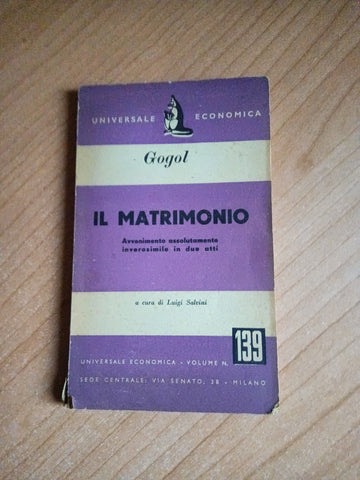 UNIVERSALE ECONOMICA
Gogol
IL MATRIMONIO
Avvenimento assolutamente
inverosimile in due atti
a cura di Luigi Salvini
UNIVERSALE ECONOMICA - VOLUME N. 139
SEDE CENTRALE: VIA SENATO, 38 - MILANO